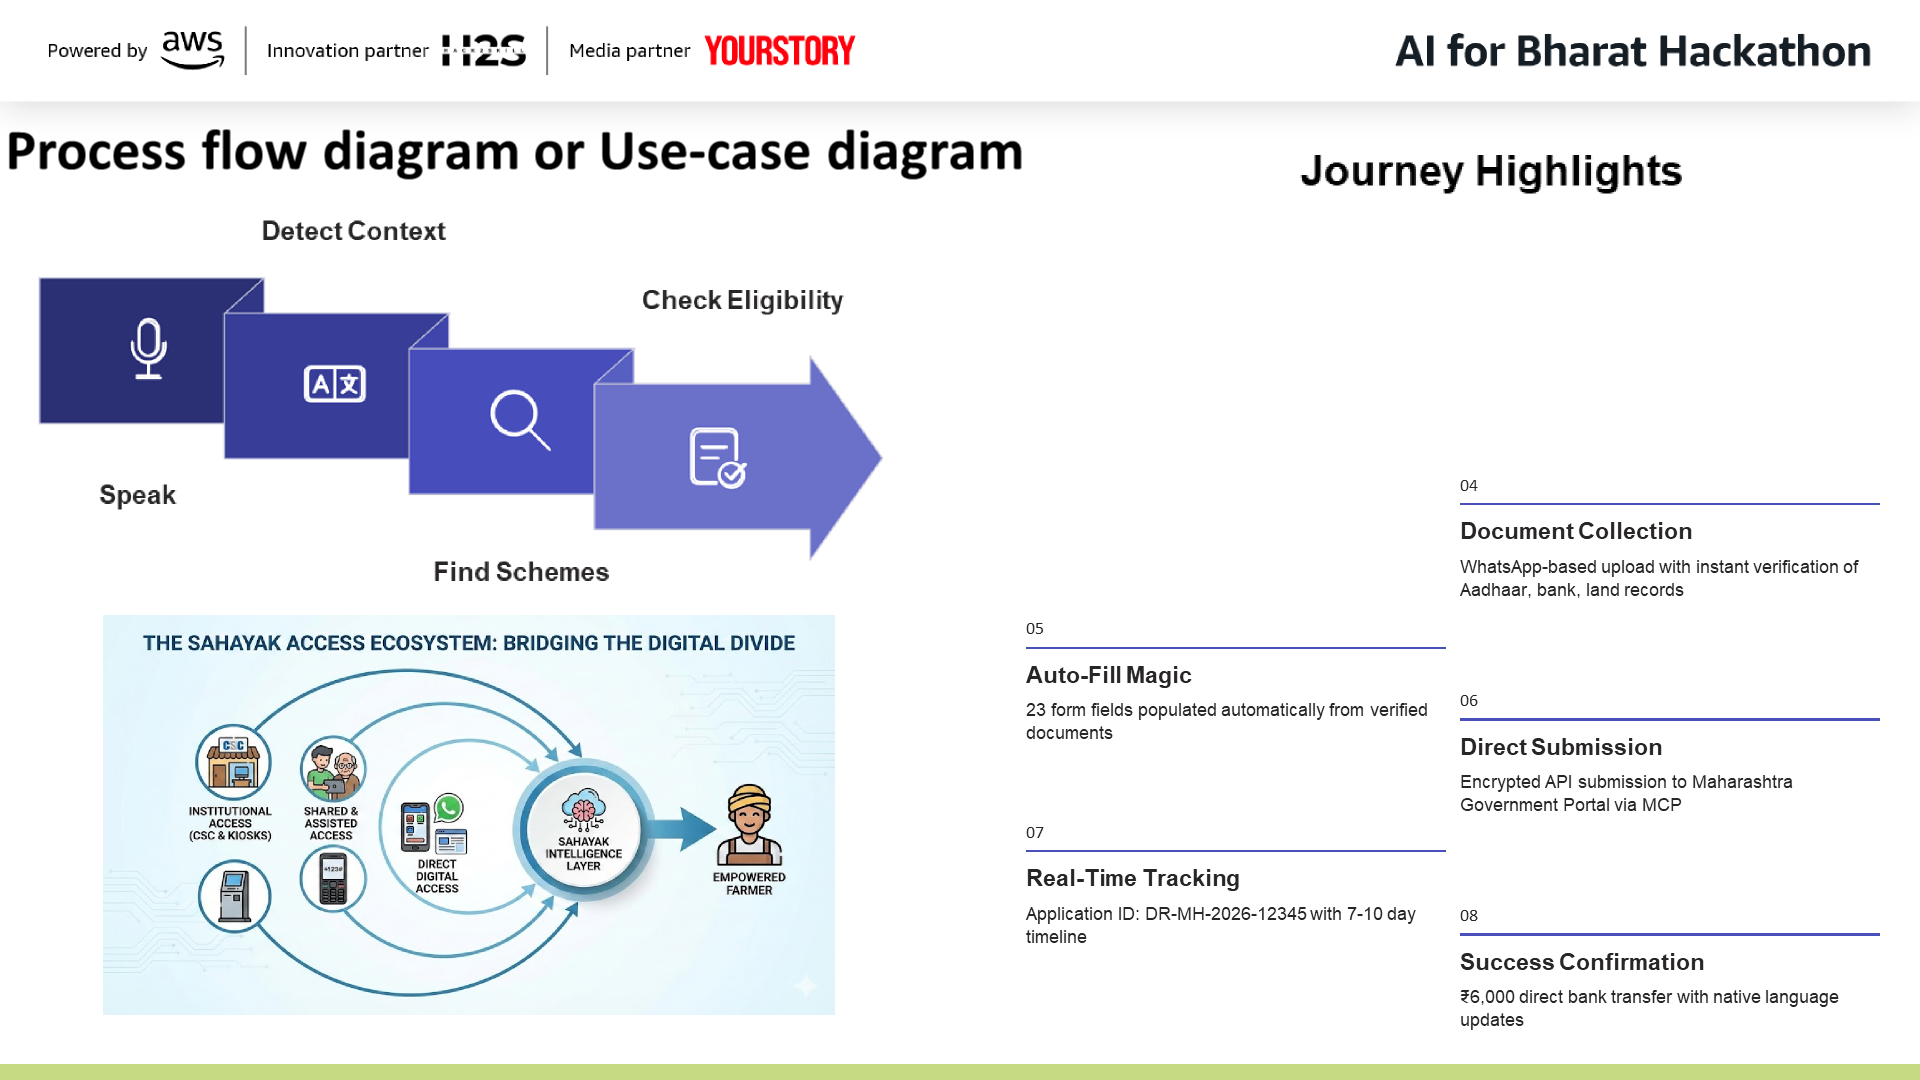 Powered by aws Innovation partner H2S HACK2SKILL Media partner YOURSTORY
AI for Bharat Hackathon
Process flow diagram or Use-case diagram
Journey Highlights
Detect Context
Check Eligibility
A 文
Speak
Find Schemes
THE SAHAYAK ACCESS ECOSYSTEM: BRIDGING THE DIGITAL DIVIDE
CSC
INSTITUTIONAL
ACCESS
(CSC & KIOSKS)
SHARED &
ASSISTED
ACCESS
*123#
DIRECT
DIGITAL
ACCESS
SAHAYAK
INTELLIGENCE
LAYER
EMPOWERED
FARMER
04
Document Collection
WhatsApp-based upload with instant verification of
Aadhaar, bank, land records
05
Auto-Fill Magic
23 form fields populated automatically from verified
documents
06
Direct Submission
Encrypted API submission to Maharashtra
Government Portal via MCP
07
Real-Time Tracking
Application ID: DR-MH-2026-12345 with 7-10 day
timeline
08
Success Confirmation
₹6,000 direct bank transfer with native language
updates